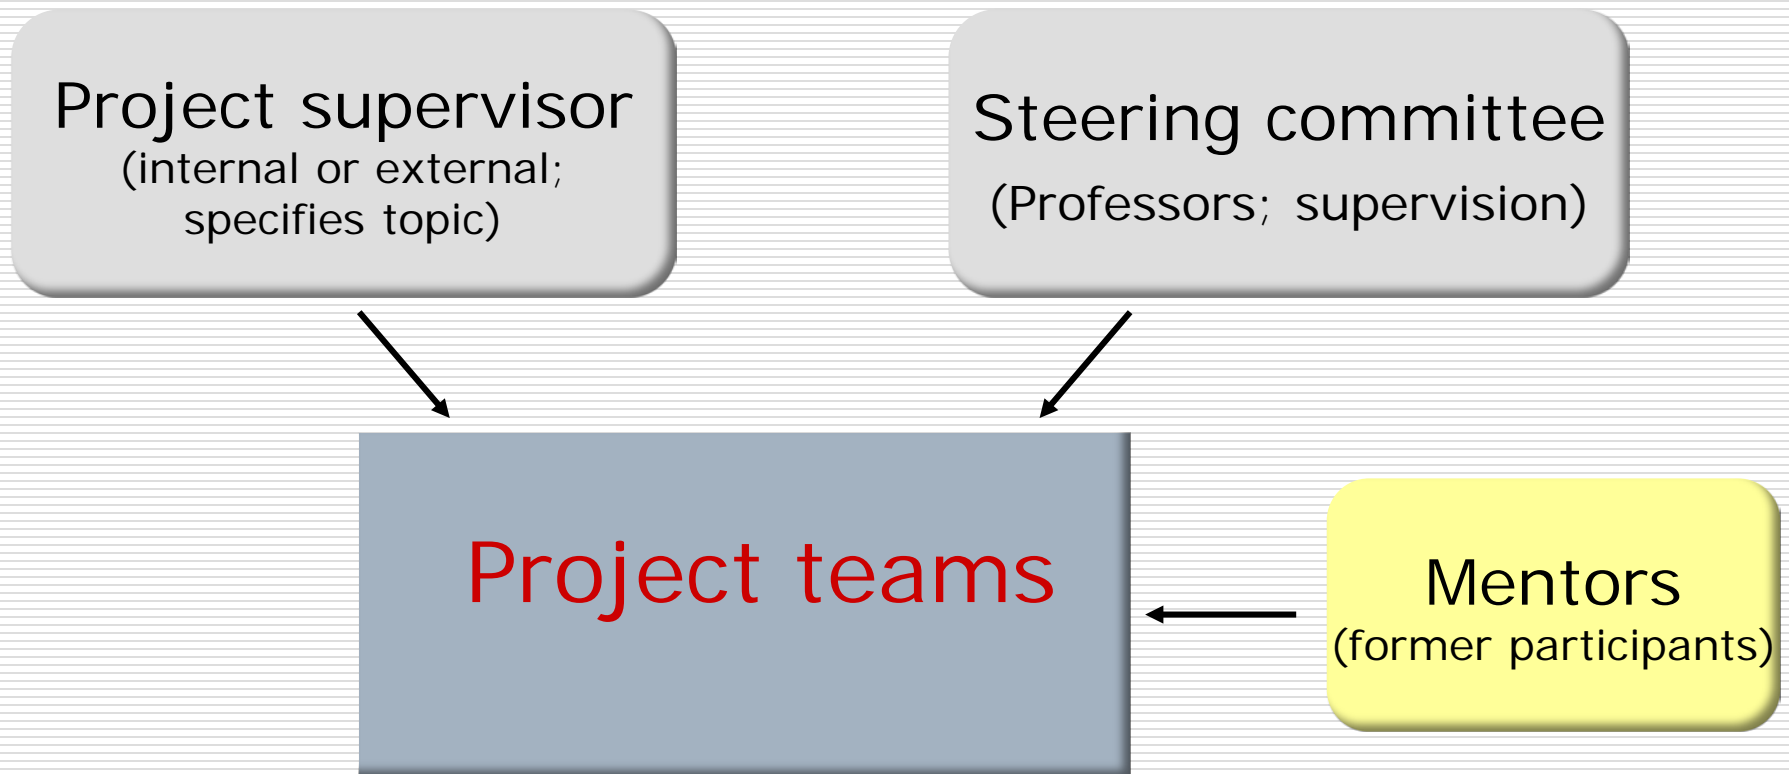 Project supervisor
(internal or external;
specifies topic)
Steering committee
(Professors; supervision)
Project teams
Mentors
(former participants)